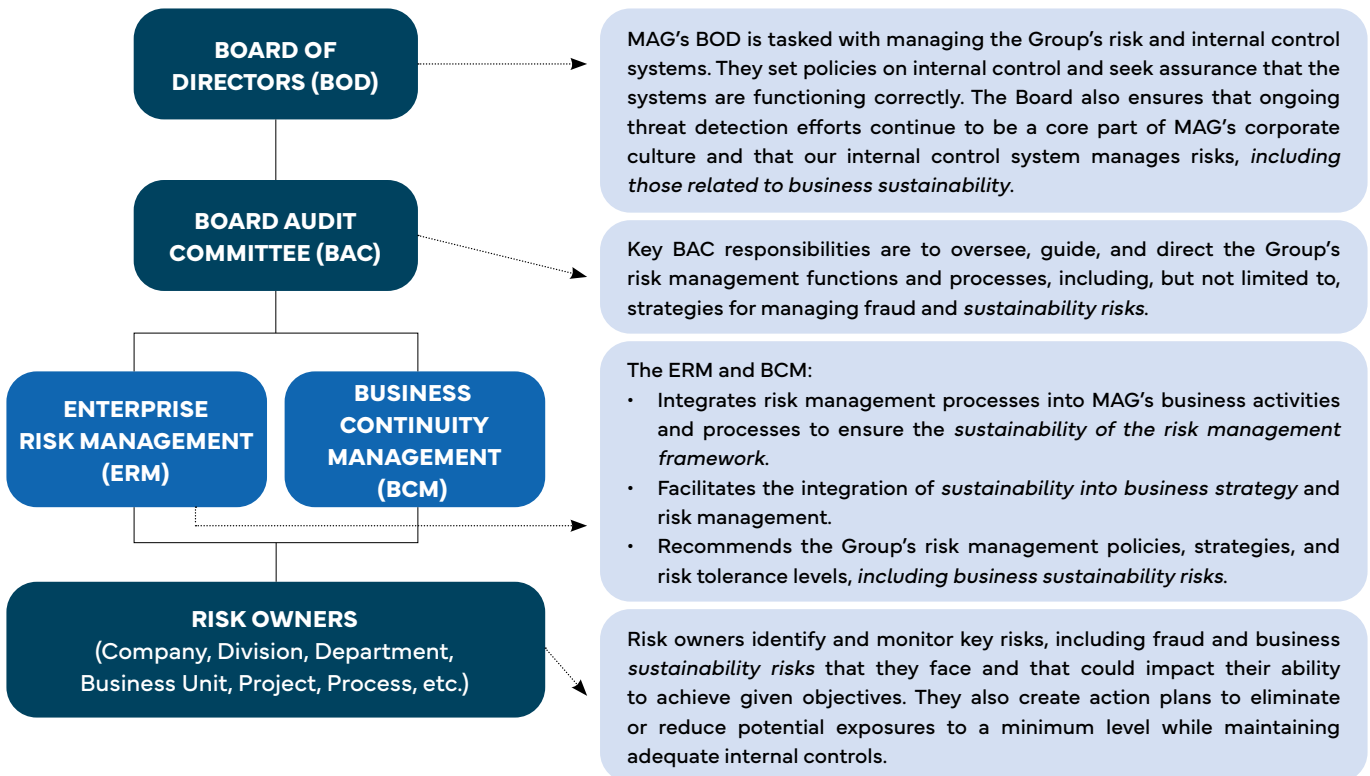 BOARD OF
DIRECTORS (BOD)
MAG’s BOD is tasked with managing the Group’s risk and internal control
systems. They set policies on internal control and seek assurance that the
systems are functioning correctly. The Board also ensures that ongoing
threat detection efforts continue to be a core part of MAG’s corporate
culture and that our internal control system manages risks, including
those related to business sustainability.
BOARD AUDIT
COMMITTEE (BAC)
Key BAC responsibilities are to oversee, guide, and direct the Group’s
risk management functions and processes, including, but not limited to,
strategies for managing fraud and sustainability risks.
ENTERPRISE
RISK MANAGEMENT
(ERM)
BUSINESS
CONTINUITY
MANAGEMENT
(BCM)
The ERM and BCM:
• Integrates risk management processes into MAG’s business activities
and processes to ensure the sustainability of the risk management
framework.
• Facilitates the integration of sustainability into business strategy and
risk management.
• Recommends the Group’s risk management policies, strategies, and
risk tolerance levels, including business sustainability risks.
RISK OWNERS
(Company, Division, Department,
Business Unit, Project, Process, etc.)
Risk owners identify and monitor key risks, including fraud and business
sustainability risks that they face and that could impact their ability
to achieve given objectives. They also create action plans to eliminate
or reduce potential exposures to a minimum level while maintaining
adequate internal controls.